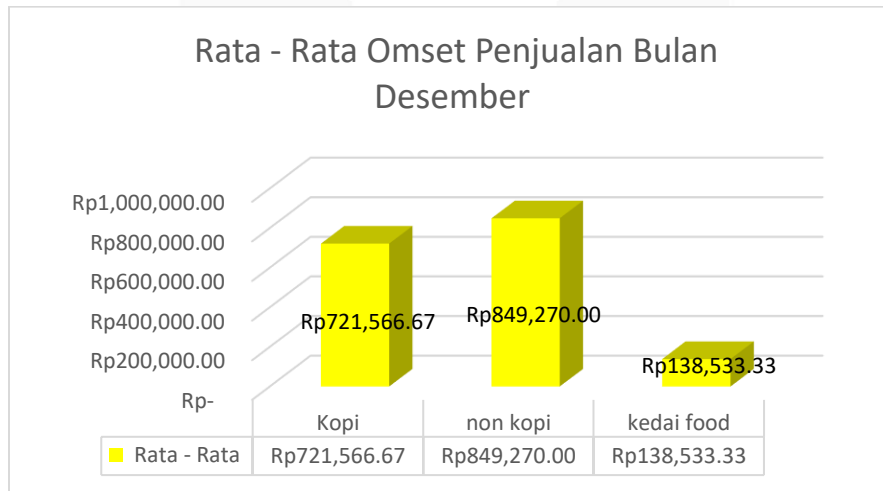 Rata - Rata Omset Penjualan Bulan
Desember
Rp1,000,000.00
Rp800,000.00
Rp600,000.00
Rp400,000.00
Rp200,000.00
Rp-
Rp721,566.67
Rp849,270.00
Rp138,533.33
Kopi non kopi kedai food
Rata - Rata Rp721,566.67 Rp849,270.00 Rp138,533.33